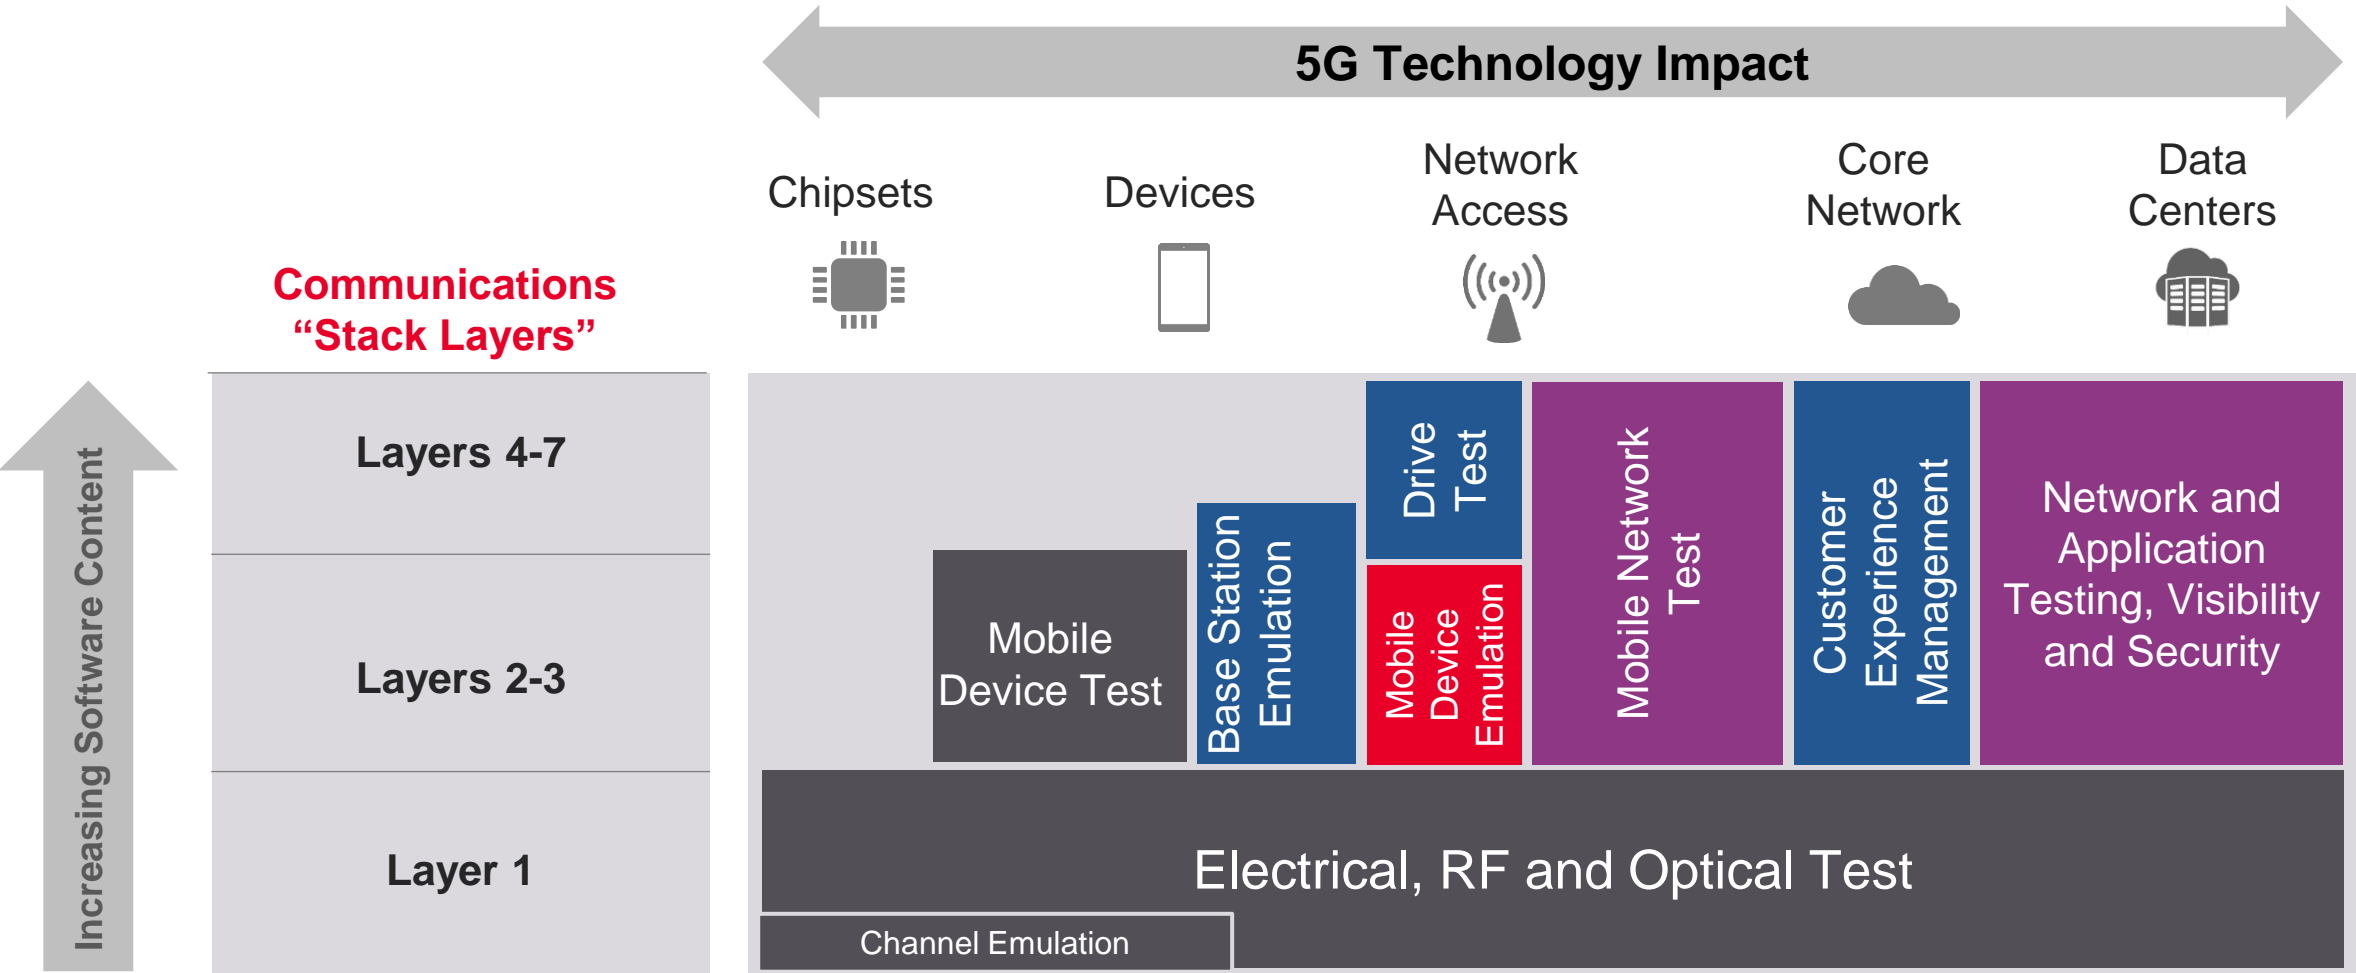 5G Technology Impact
Chipsets
Devices
Network
Access
Core
Network
Data
Centers
Communications
“Stack Layers”
Increasing Software Content
Layers 4-7
Layers 2-3
Layer 1
Mobile
Device Test
Base Station
Emulation
Drive
Test
Mobile
Device
Emulation
Mobile Network
Test
Customer
Experience
Management
Network and
Application
Testing, Visibility
and Security
Electrical, RF and Optical Test
Channel Emulation